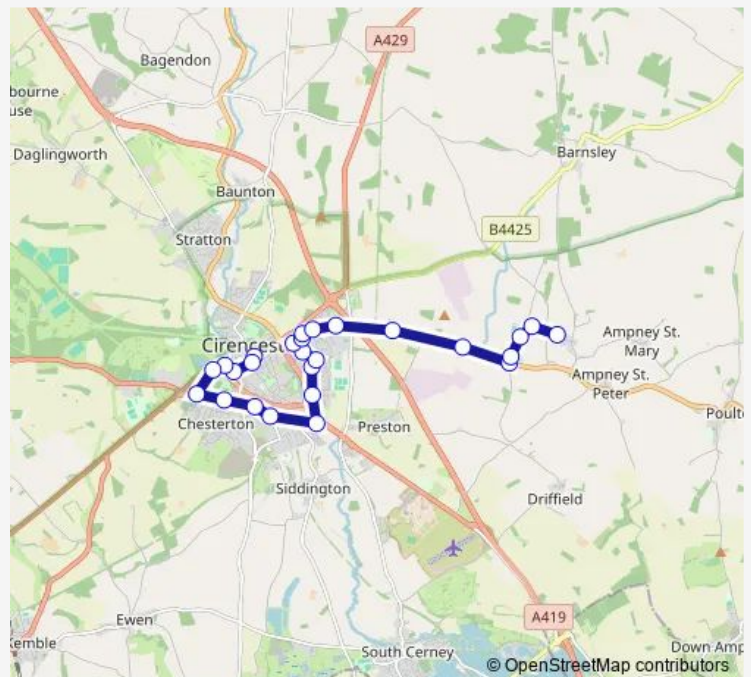 A429
Bagendon
bourne
use
Daglingworth
Barnsley
Baunton
B4425
Stratton
Cirences
Ampney St.
Mary
Ampney St.
Peter
Poult
Chesterton
Preston
Siddington
Driffield
A419
Ewen
Kemble
South Cerney
Down Amp
© OpenStreetMap contributors